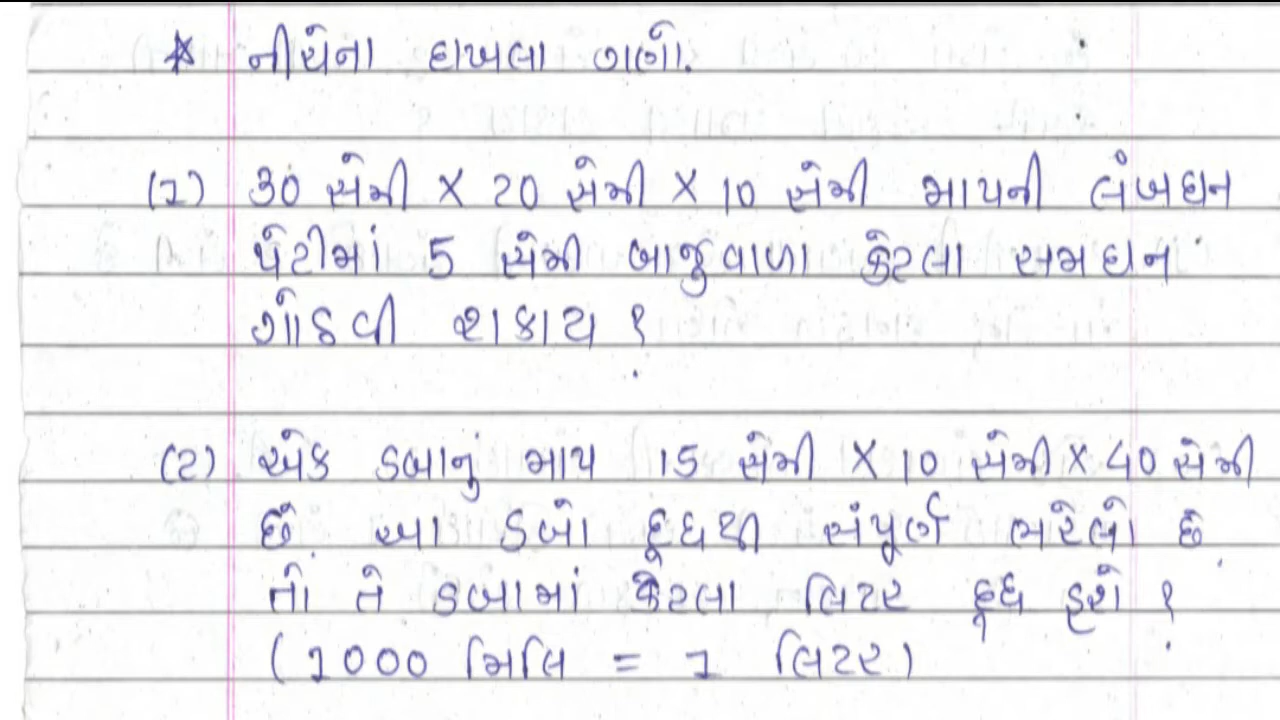 * નીચેના દાખલા ગણો.
(1) 30 સેમી X 20 સેમી X 10 સેમી માપની લંબઘન
પેટીમાં 5 સેમી બાજુવાળા કેટલા સમઘન
ગોઠવી શકાય ?
(2) એક ડબાનું માપ 15 સેમી X 10 સેમી X 40 સેમી
છે. આ ડબો દૂધથી સંપૂર્ણ ભરેલો છે.
તો તે ડબામાં કેટલા લિટર દૂધ હશે ?
(1000 મિલિ = 1 લિટર)